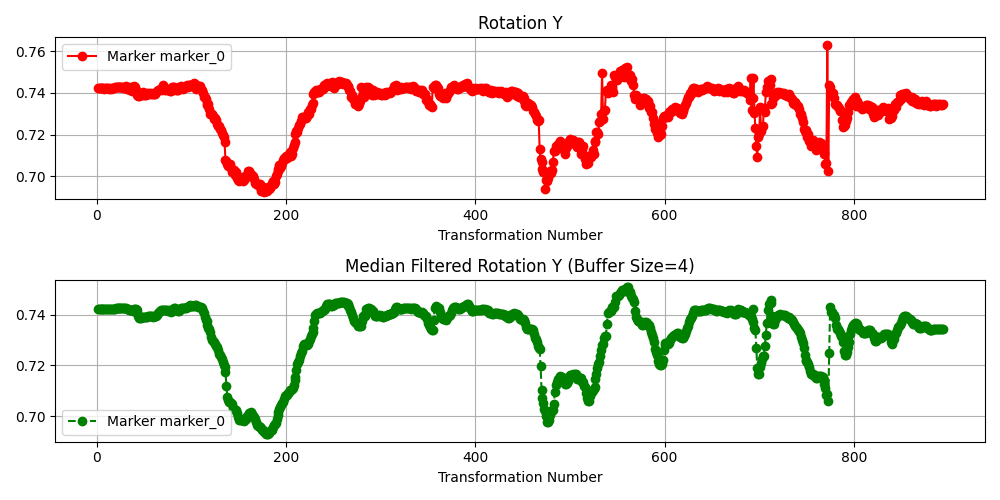 Rotation Y
0.76
0.74
0.72
0.70
Marker marker_0
0 200 400 600 800
Transformation Number
Median Filtered Rotation Y (Buffer Size=4)
0.74
0.72
0.70
Marker marker_0
0 200 400 600 800
Transformation Number